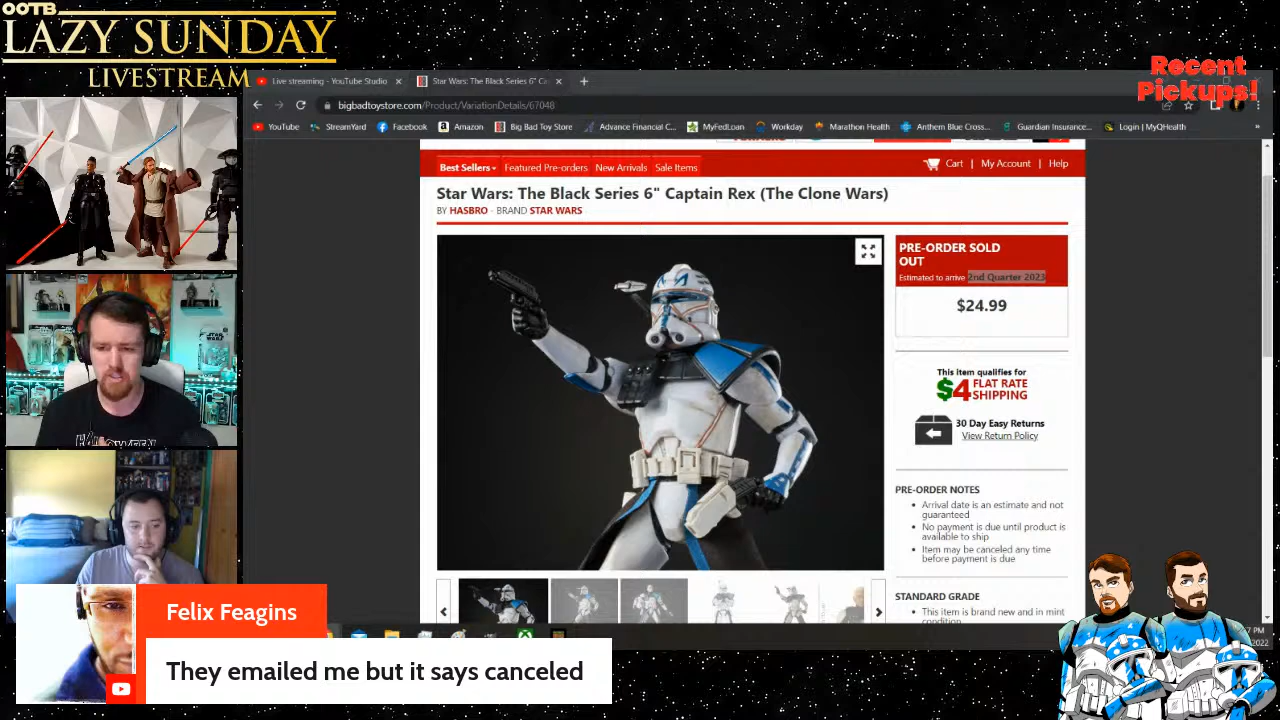 OOTB
LAZY SUNDAY
LIVESTREAM
Recent
Pickups!
Live streaming - YouTube Studio
Star Wars: The Black Series 6" Ca
bigbadtoystore.com/Product/VariationDetails/67048
YouTube
StreamYard
Facebook
Amazon
Big Bad Toy Store
Advance Financial C...
MyFedLoan
Workday
Marathon Health
Anthem Blue Cross...
Guardian Insurance...
Login | MyQHealth
Best Sellers
Featured Pre-orders
New Arrivals
Sale Items
Cart | My Account | Help
Star Wars: The Black Series 6" Captain Rex (The Clone Wars)
BY HASBRO - BRAND STAR WARS
PRE-ORDER SOLD
OUT
Estimated to arrive 2nd Quarter 2023
$24.99
This item qualifies for
$4 FLAT RATE
SHIPPING
30 Day Easy Returns
View Return Policy
PRE-ORDER NOTES
Arrival date is an estimate and not
guaranteed
No payment is due until product is
available to ship
Item may be canceled any time
before payment is due
STANDARD GRADE
This item is brand new and in mint
condition
STAR
WARS
HALLOWEEN
Felix Feagins
They emailed me but it says canceled